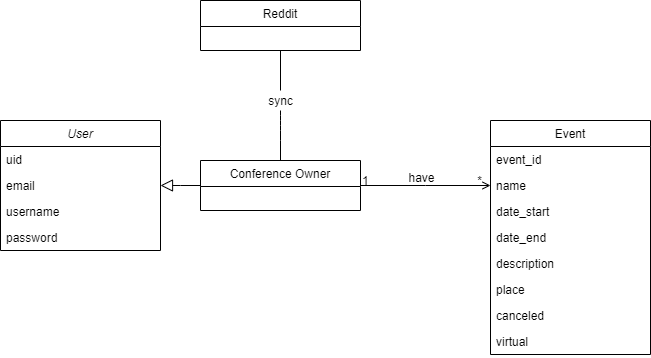 Reddit
sync
User
uid
email
username
password
Conference Owner
1
have
*
Event
event_id
name
date_start
date_end
description
place
canceled
virtual